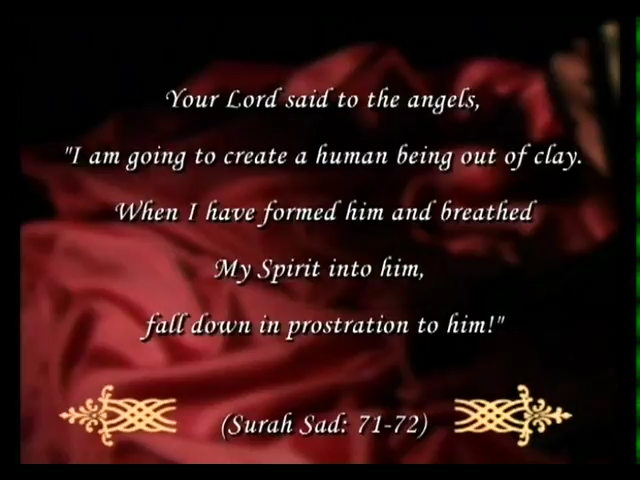 Your Lord said to the angels,
"I am going to create a human being out of clay.
When I have formed him and breathed
My Spirit into him,
fall down in prostration to him!"
(Surah Sad: 71-72)